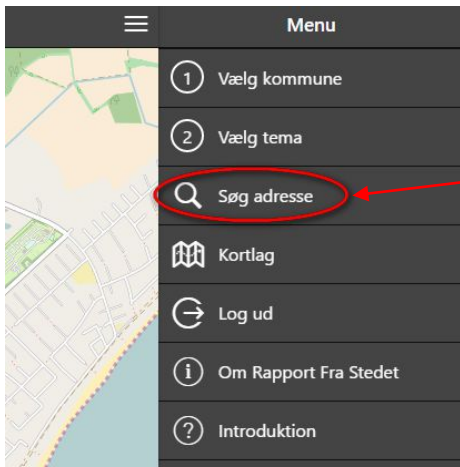 Menu
1 Vælg kommune
2 Vælg tema
Søg adresse
Kortlag
Log ud
i Om Rapport Fra Stedet
? Introduktion